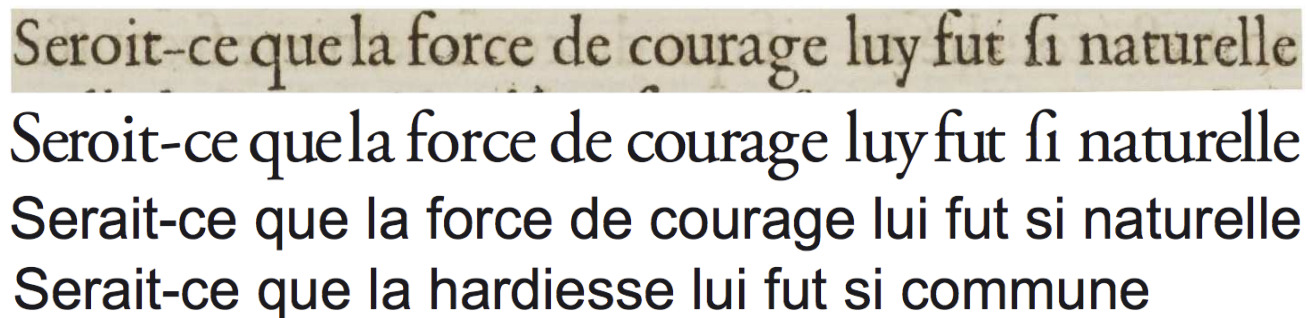 Seroit-ce que la force de courage luy fut ſi naturelle
Seroit-ce que la force de courage luy fut ſi naturelle
Serait-ce que la force de courage lui fut si naturelle
Serait-ce que la hardiesse lui fut si commune